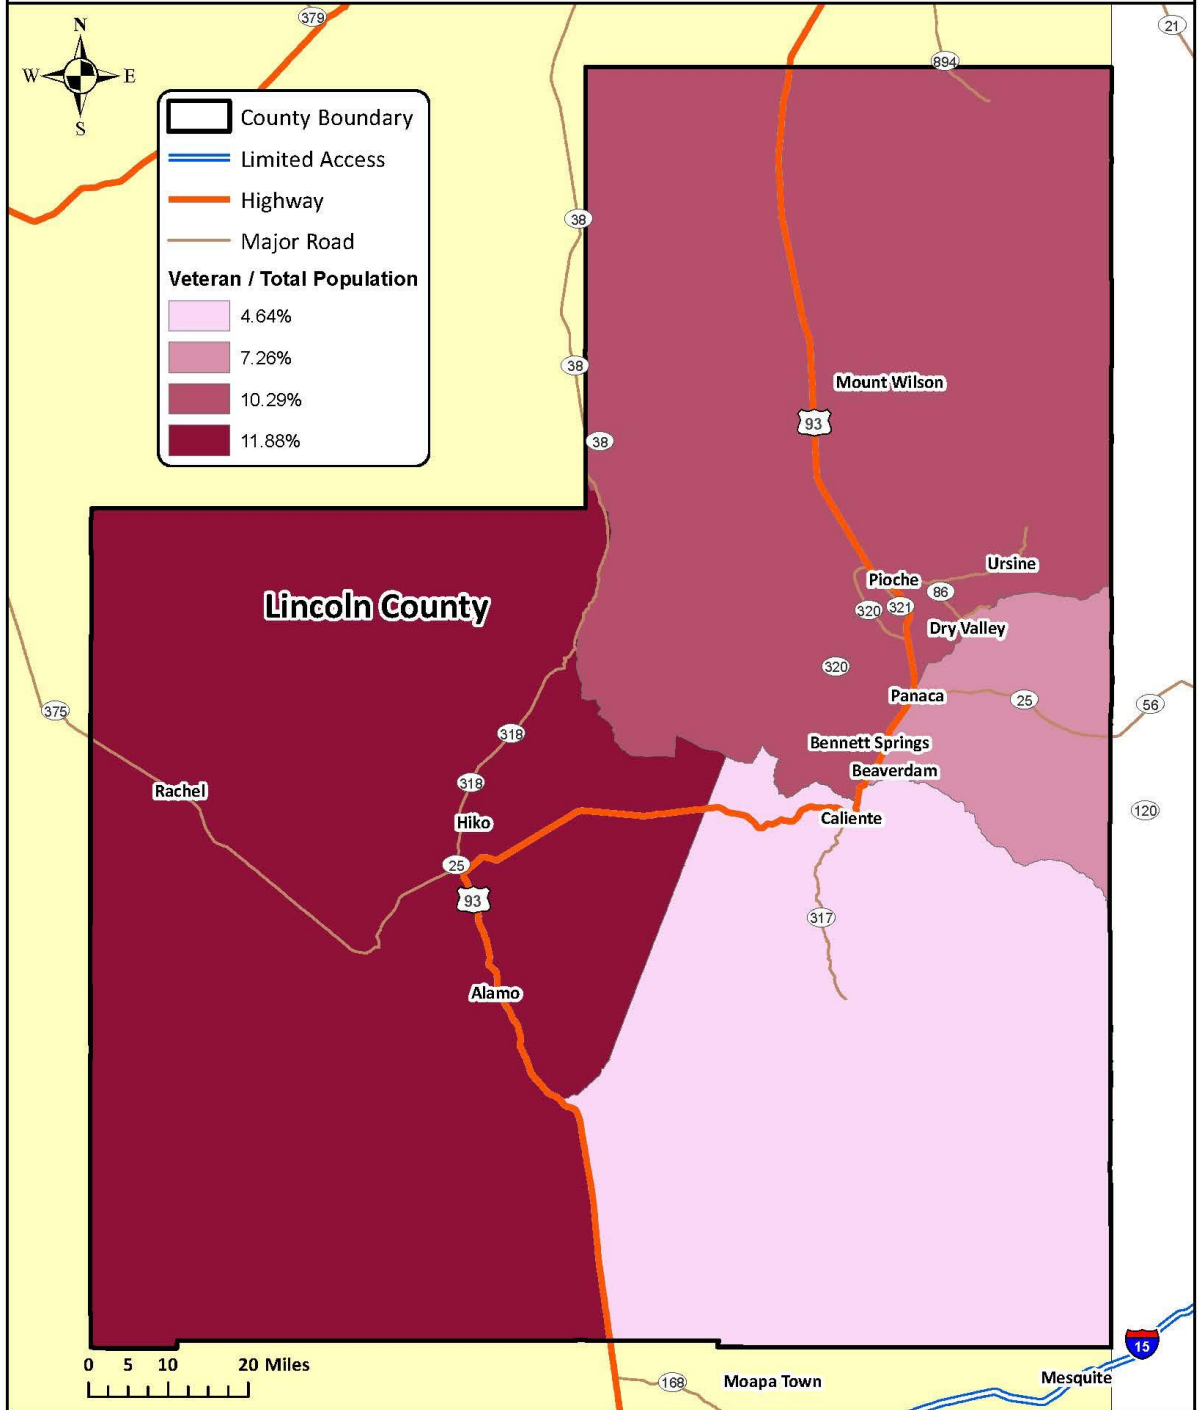 379
21
N
W
E
S
894
County Boundary
Limited Access
Highway
Major Road
Veteran / Total Population
4.64%
7.26%
10.29%
11.88%
38
38
38
Mount Wilson
93
Lincoln County
Pioche
Ursine
86
320
321
Dry Valley
320
Panaca
25
56
375
318
Bennett Springs
Beaverdam
318
Rachel
Hiko
Caliente
120
25
93
317
Alamo
0 5 10 20 Miles
15
168
Moapa Town
Mesquite